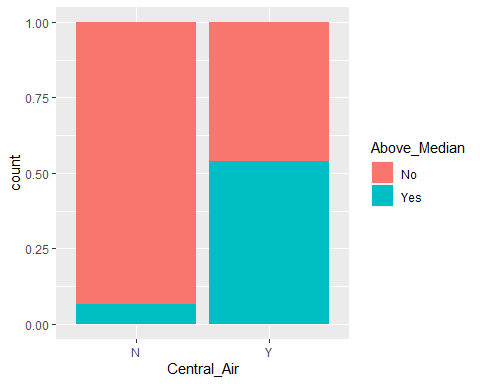 1.00
0.75
0.50
0.25
0.00
count
N
Y
Central_Air
Above_Median
No
Yes